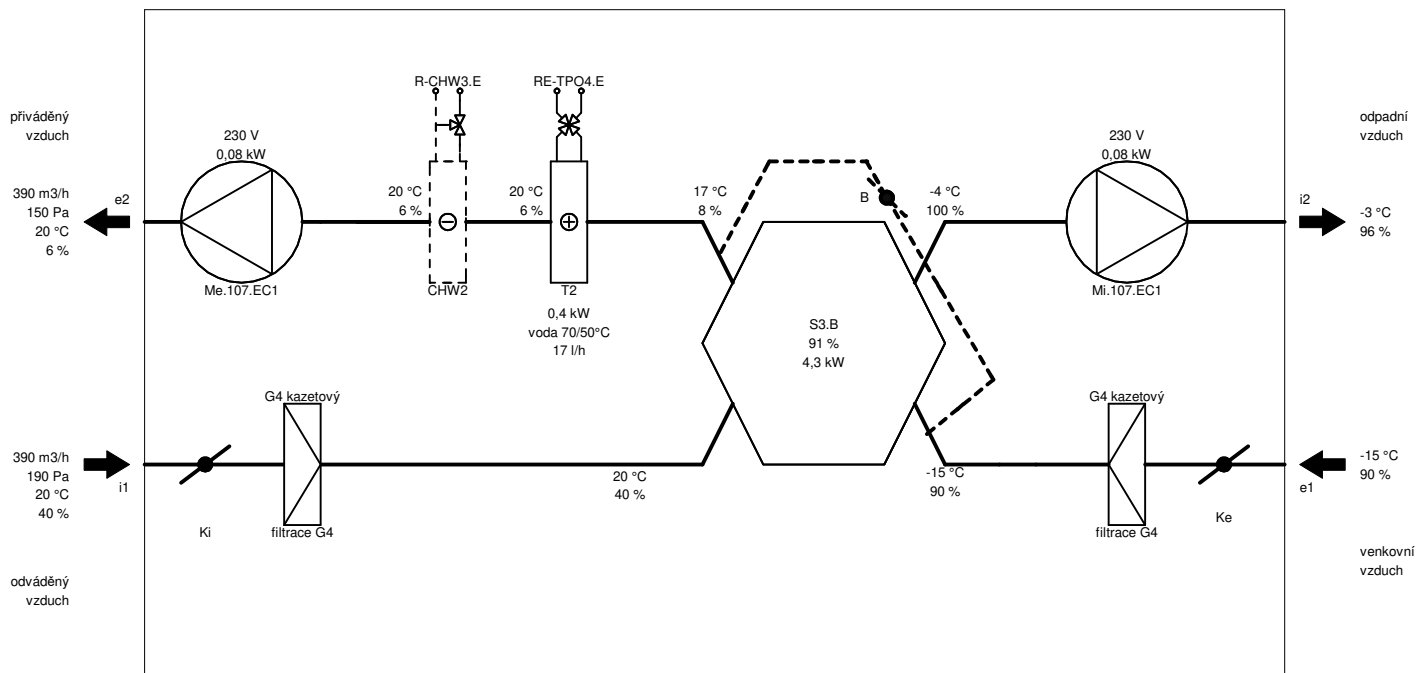 R-CHW3.E
RE-TPO4.E
přiváděný
vzduch
odpadní
vzduch
230 V
0,08 kW
230 V
0,08 kW
390 m3/h
150 Pa
20 °C
6 %
e2
20 °C
6 %
20 °C
6 %
17 °C
8 %
B
-4 °C
100 %
i2
-3 °C
96 %
Me.107.EC1
CHW2
T2
Mi.107.EC1
0,4 kW
voda 70/50°C
17 l/h
S3.B
91 %
4,3 kW
G4 kazetový
G4 kazetový
390 m3/h
190 Pa
20 °C
40 %
i1
20 °C
40 %
-15 °C
90 %
-15 °C
90 %
e1
Ki
filtrace G4
filtrace G4
Ke
odváděný
vzduch
venkovní
vzduch